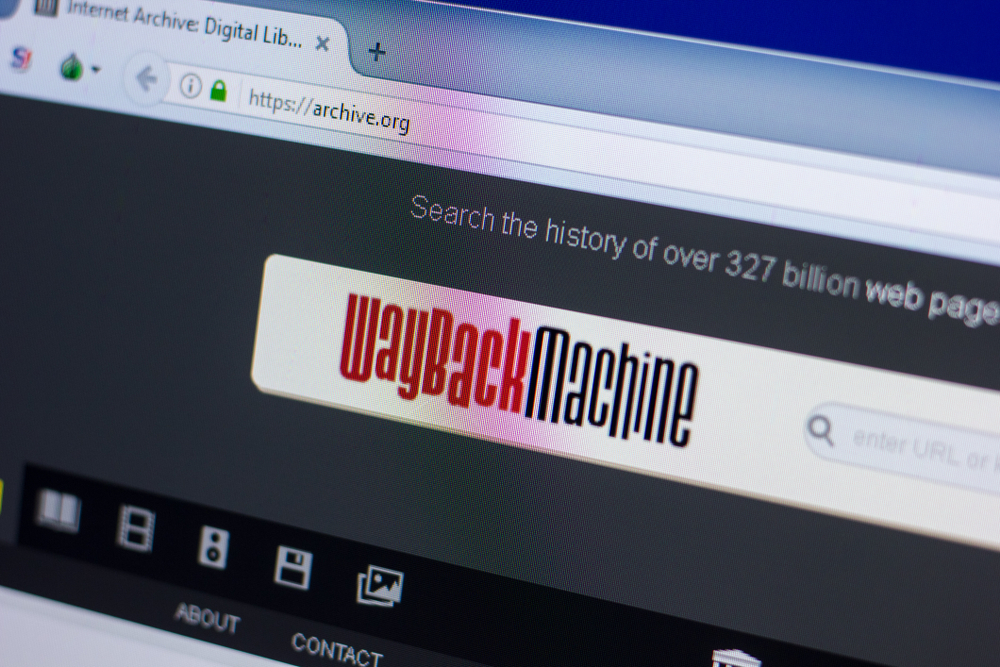 Internet Archive: Digital Lib...
https://archive.org
Search the history of over 327 billion web page
WayBackMachine
enter URL or
ABOUT
CONTACT